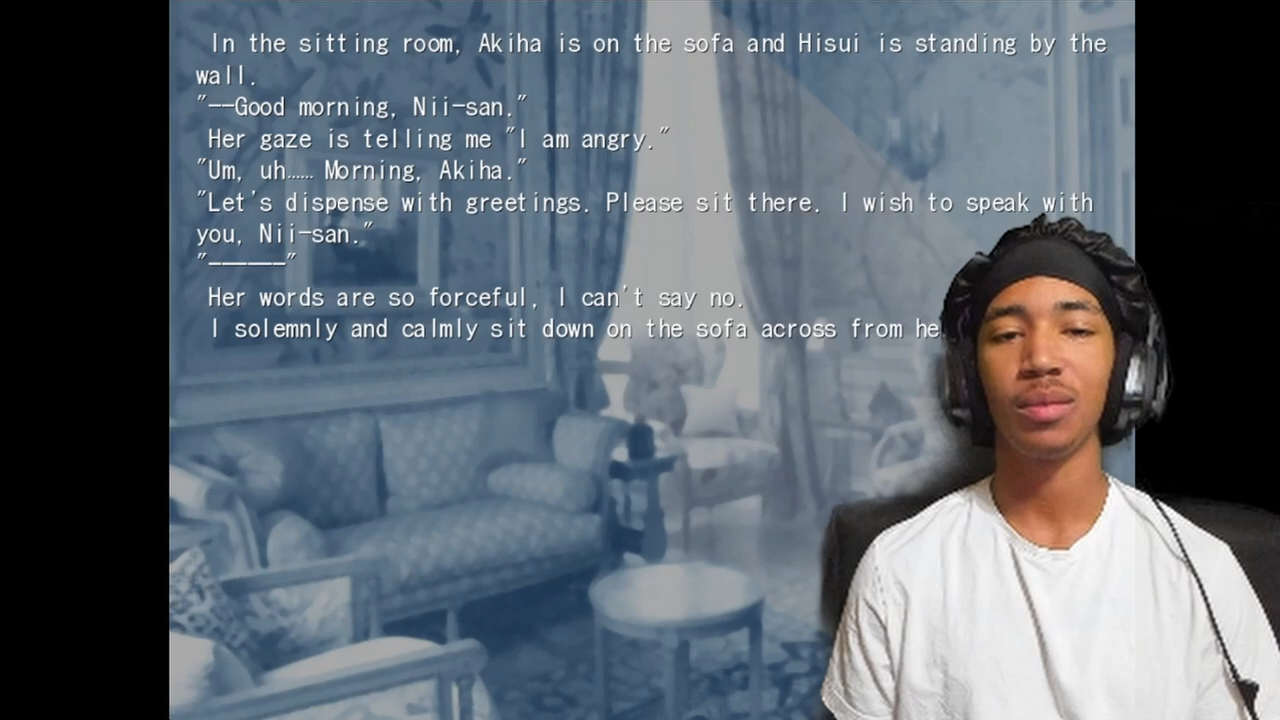 In the sitting room, Akiha is on the sofa and Hisui is standing by the
wall.
"——Good morning, Nii-san."
Her gaze is telling me "I am angry."
"Um, uh…… Morning, Akiha."
"Let's dispense with greetings. Please sit there. I wish to speak with
you, Nii-san."
"——————"
Her words are so forceful, I can't say no.
I solemnly and calmly sit down on the sofa across from